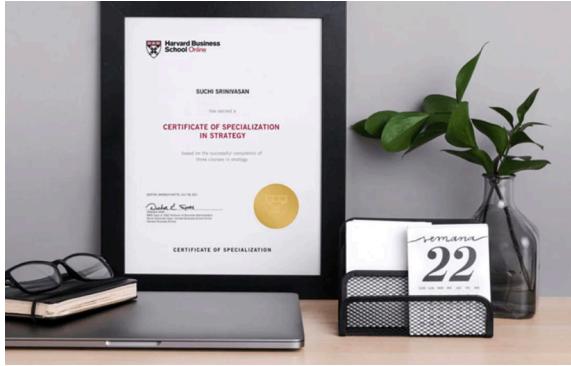 Harvard Business
School Online
SUCHI SRINIVASAN
has earned a
CERTIFICATE OF SPECIALIZATION
IN STRATEGY
based on the successful completion of
three courses in strategy
CERTIFICATE OF SPECIALIZATION
semana
22